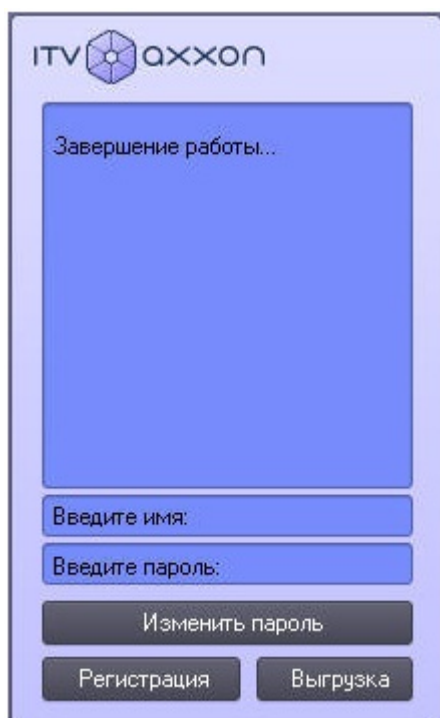 ITV axxon
Завершение работы...
Введите имя:
Введите пароль:
Изменить пароль
Регистрация Выгрузка